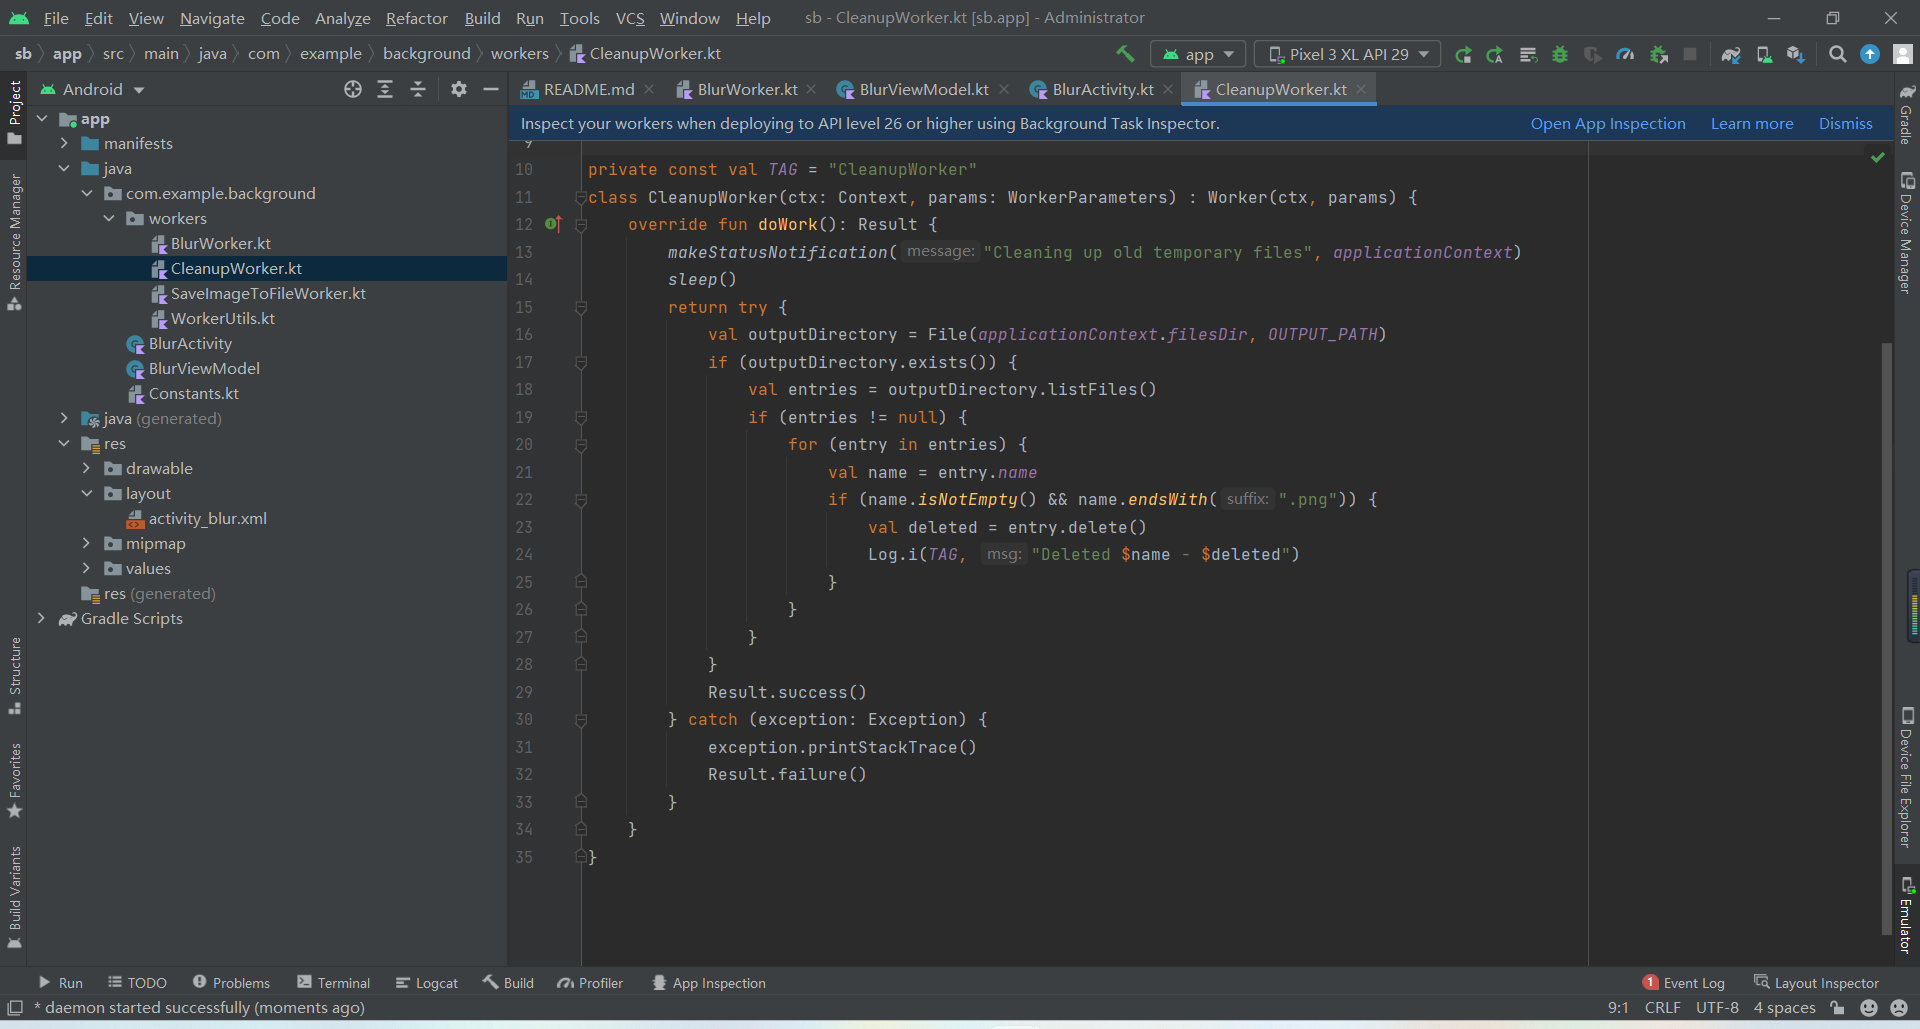 File Edit View Navigate Code Analyze Refactor Build Run Tools VCS Window Help sb - CleanupWorker.kt [sb.app] - Administrator
sb app src main java com example background workers CleanupWorker.kt app Pixel 3 XL API 29
Android README.md BlurWorker.kt BlurViewModel.kt BlurActivity.kt CleanupWorker.kt
Inspect your workers when deploying to API level 26 or higher using Background Task Inspector. Open App Inspection Learn more Dismiss
Project
Resource Manager
Structure
Favorites
Build Variants
app
manifests
java
com.example.background
workers
BlurWorker.kt
CleanupWorker.kt
SaveImageToFileWorker.kt
WorkerUtils.kt
BlurActivity
BlurViewModel
Constants.kt
java (generated)
res
drawable
layout
activity_blur.xml
mipmap
values
res (generated)
Gradle Scripts
9
10 private const val TAG = "CleanupWorker"
11 class CleanupWorker(ctx: Context, params: WorkerParameters) : Worker(ctx, params) {
12 override fun doWork(): Result {
13 makeStatusNotification( message: "Cleaning up old temporary files", applicationContext)
14 sleep()
15 return try {
16 val outputDirectory = File(applicationContext.filesDir, OUTPUT_PATH)
17 if (outputDirectory.exists()) {
18 val entries = outputDirectory.listFiles()
19 if (entries != null) {
20 for (entry in entries) {
21 val name = entry.name
22 if (name.isNotEmpty() && name.endsWith( suffix: ".png")) {
23 val deleted = entry.delete()
24 Log.i(TAG, msg: "Deleted $name - $deleted")
25 }
26 }
27 }
28 }
29 Result.success()
30 } catch (exception: Exception) {
31 exception.printStackTrace()
32 Result.failure()
33 }
34 }
35 }
Gradle
Device Manager
Device File Explorer
Emulator
Run TODO Problems Terminal Logcat Build Profiler App Inspection 1 Event Log Layout Inspector
* daemon started successfully (moments ago) 9:1 CRLF UTF-8 4 spaces